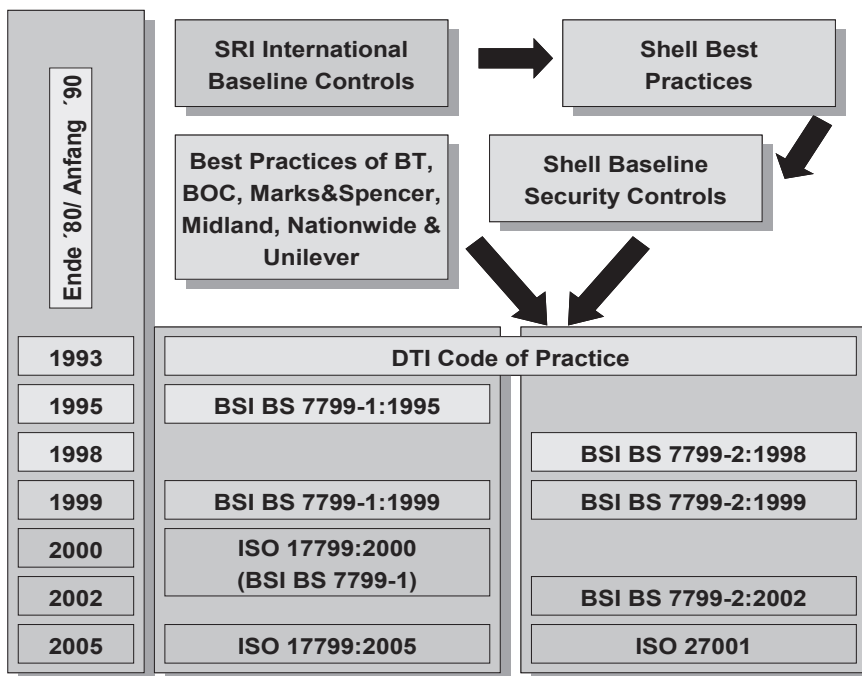 Ende ´80/ Anfang ´90
SRI International
Baseline Controls
Shell Best
Practices
Best Practices of BT,
BOC, Marks&Spencer,
Midland, Nationwide &
Unilever
Shell Baseline
Security Controls
1993
DTI Code of Practice
1995
BSI BS 7799-1:1995
1998
BSI BS 7799-2:1998
1999
BSI BS 7799-1:1999
BSI BS 7799-2:1999
2000
ISO 17799:2000
(BSI BS 7799-1)
2002
BSI BS 7799-2:2002
2005
ISO 17799:2005
ISO 27001